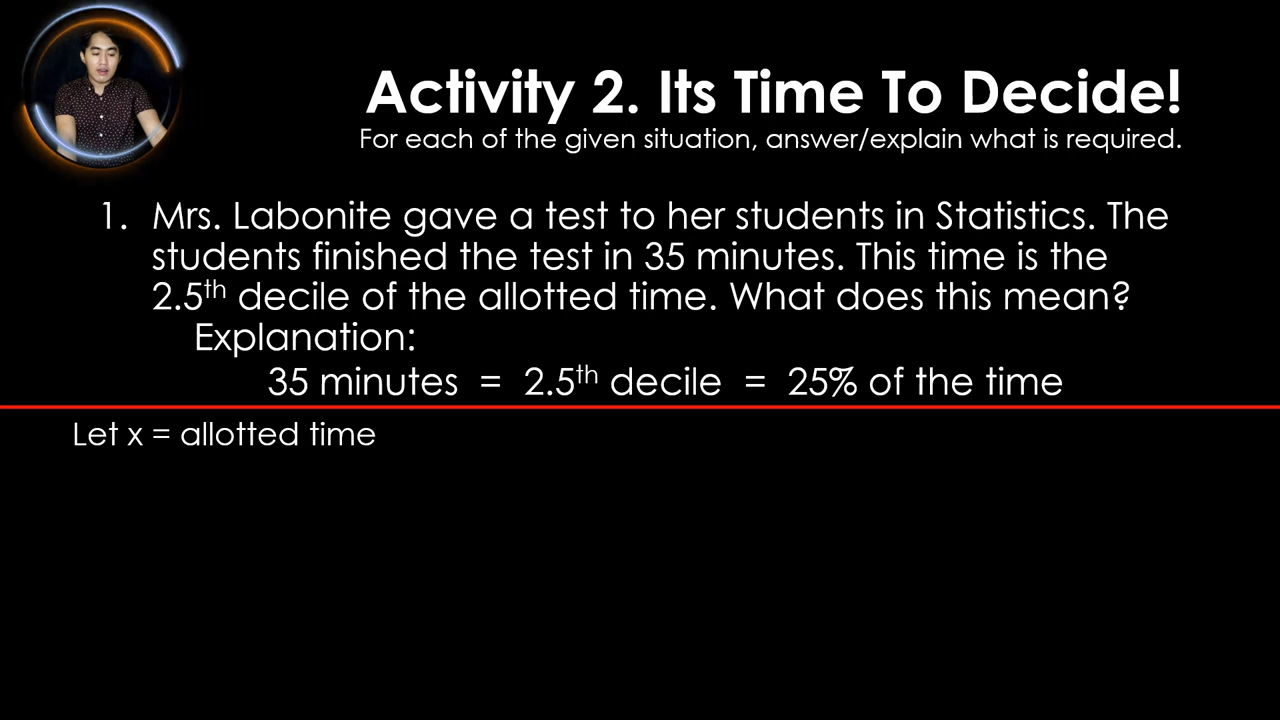 Activity 2. Its Time To Decide!
For each of the given situation, answer/explain what is required.
1. Mrs. Labonite gave a test to her students in Statistics. The
students finished the test in 35 minutes. This time is the
2.5th decile of the allotted time. What does this mean?
Explanation:
35 minutes = 2.5th decile = 25% of the time
Let x = allotted time